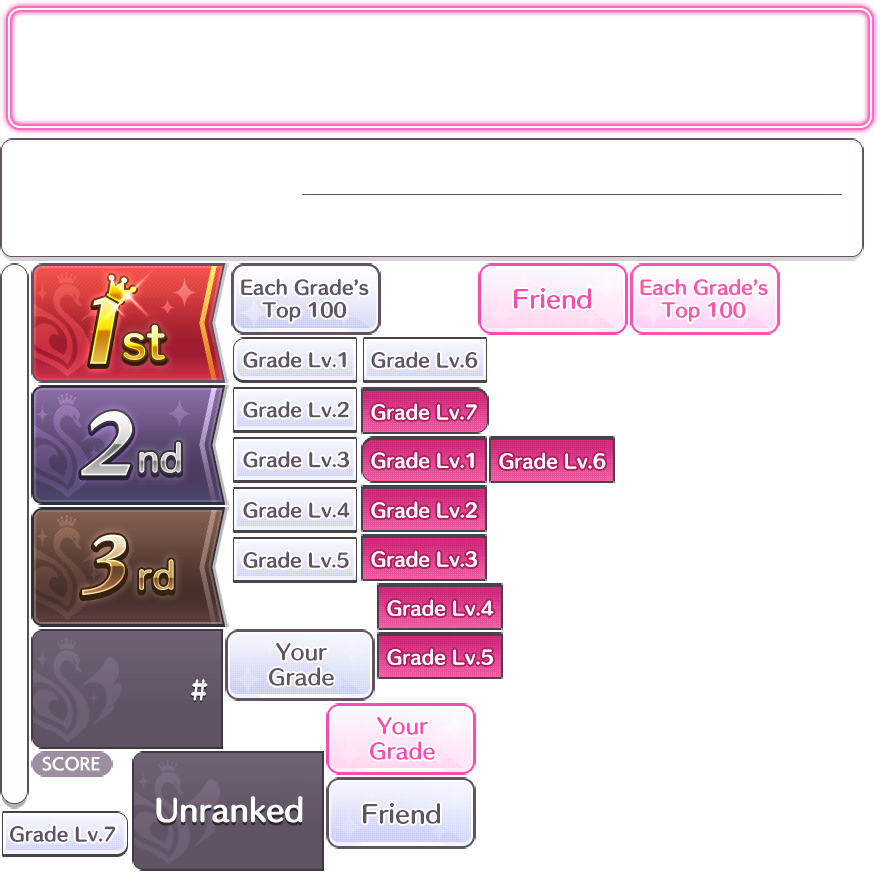 1st
Each Grade's
Top 100
Friend
Each Grade's
Top 100
Grade Lv.1
Grade Lv.6
2nd
Grade Lv.2
Grade Lv.7
Grade Lv.3
Grade Lv.1
Grade Lv.6
Grade Lv.4
Grade Lv.2
3rd
Grade Lv.5
Grade Lv.3
Grade Lv.4
#
Your
Grade
Grade Lv.5
Your
Grade
SCORE
Unranked
Friend
Grade Lv.7